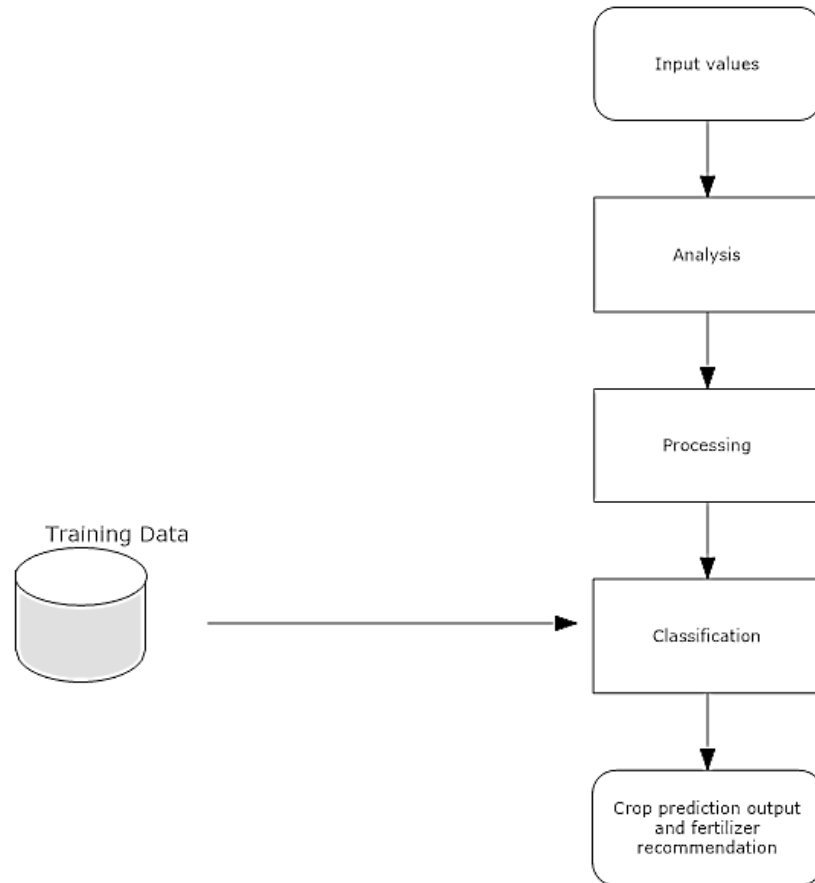 Input values
Analysis
Processing
Training Data
Classification
Crop prediction output
and fertilizer
recommendation